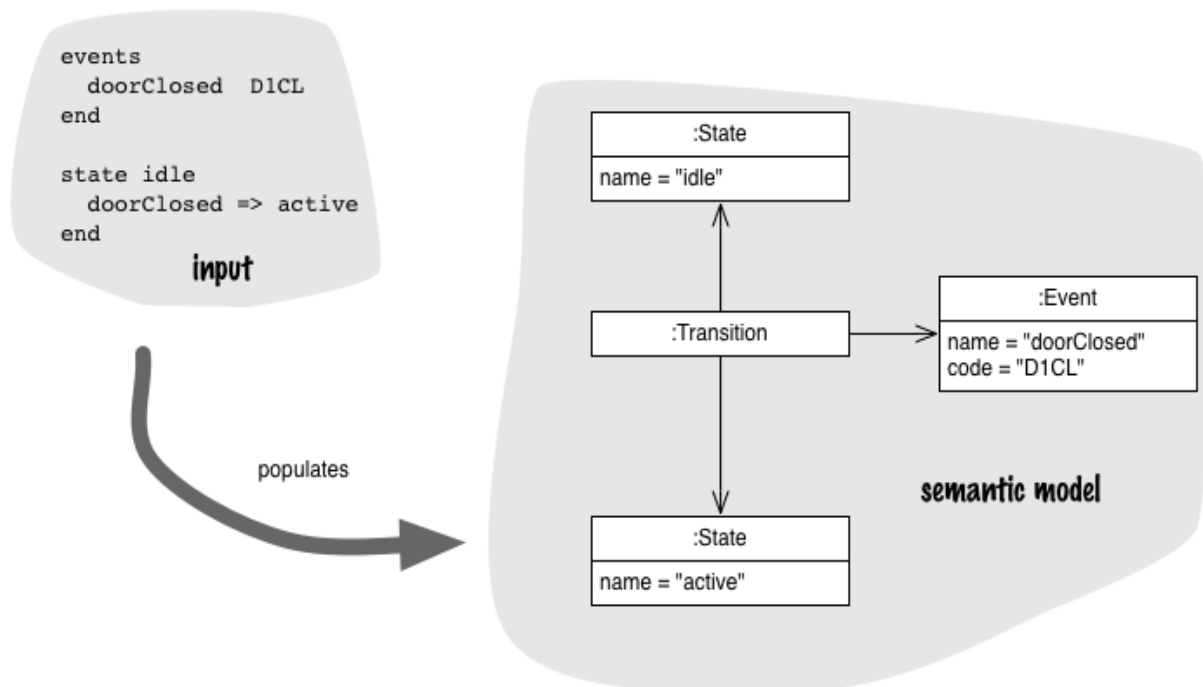 events
  doorClosed  D1CL
end
state idle
  doorClosed => active
end
input
populates
:State
name = "idle"
:Transition
:Event
name = "doorClosed"
code = "D1CL"
:State
name = "active"
semantic model